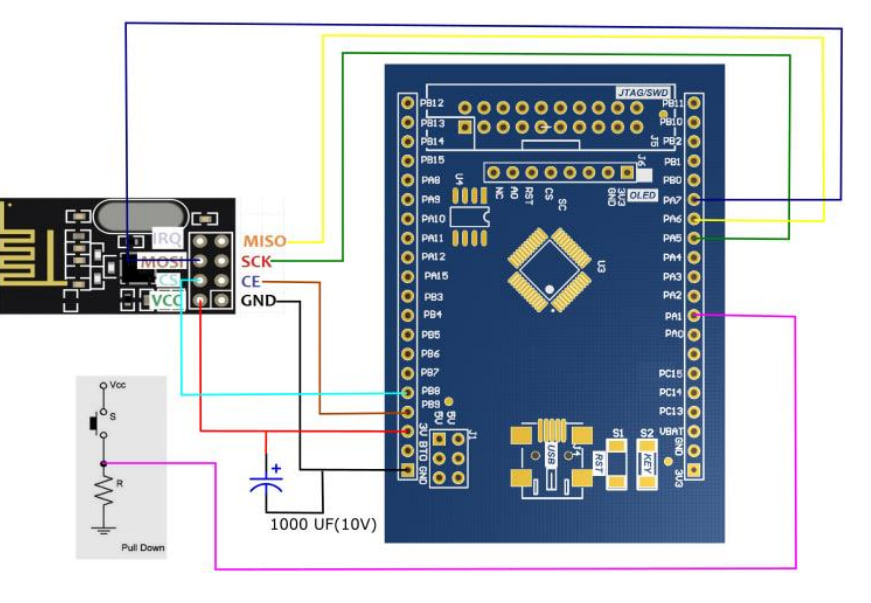 IRQ
MOSI
CS
VCC
MISO
SCK
CE
GND
Vcc
S
R
Pull Down
1000 UF(10V)
PB12
PB13
PB14
PB15
PA8
PA9
PA10
PA11
PA12
PA15
PB3
PB4
PB5
PB6
PB7
PB8
PB9
3V
BTO
GND
JTAG/SWD
J5
J6
OLED
NC
A0
RST
CS
SC
GND
3V3
U4
U3
5V
5V
J1
USB
J4
S1
RST
S2
KEY
PB11
PB10
PB2
PB1
PB0
PA7
PA6
PA5
PA4
PA3
PA2
PA1
PA0
PC15
PC14
PC13
VBAT
GND
3V3